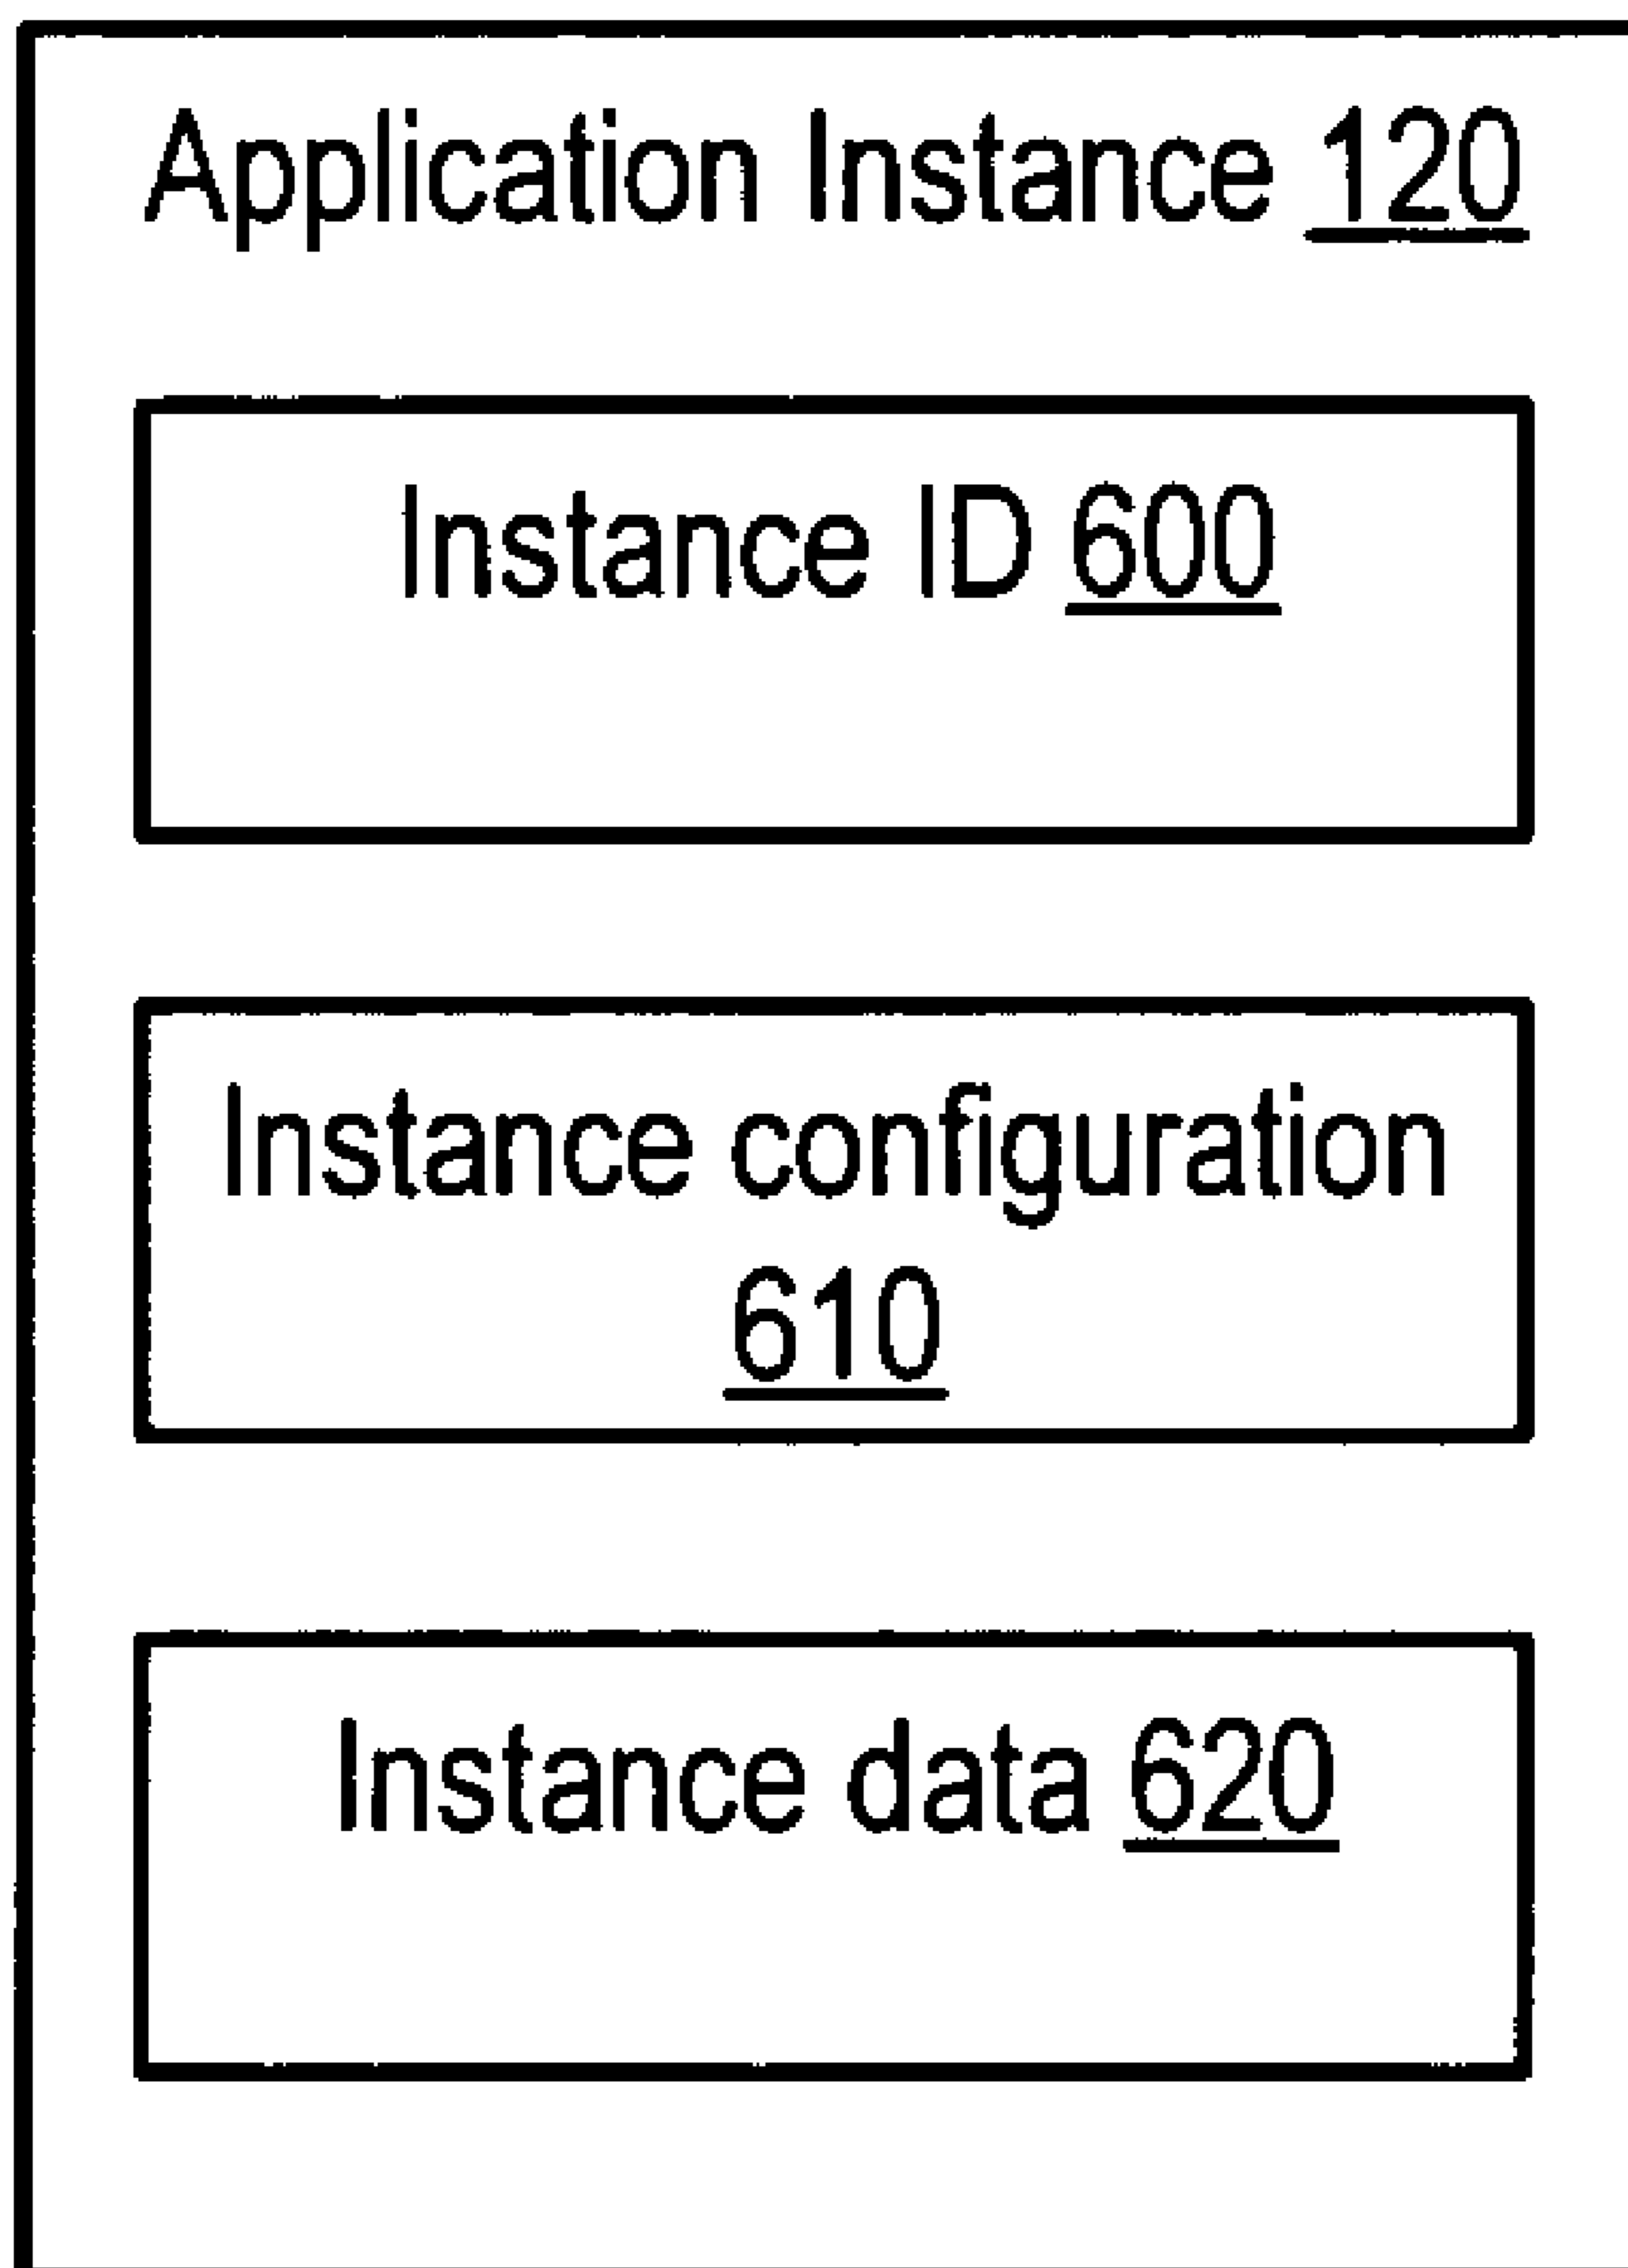 Application Instance 120
Instance ID 600
Instance configuration
610
Instance data 620